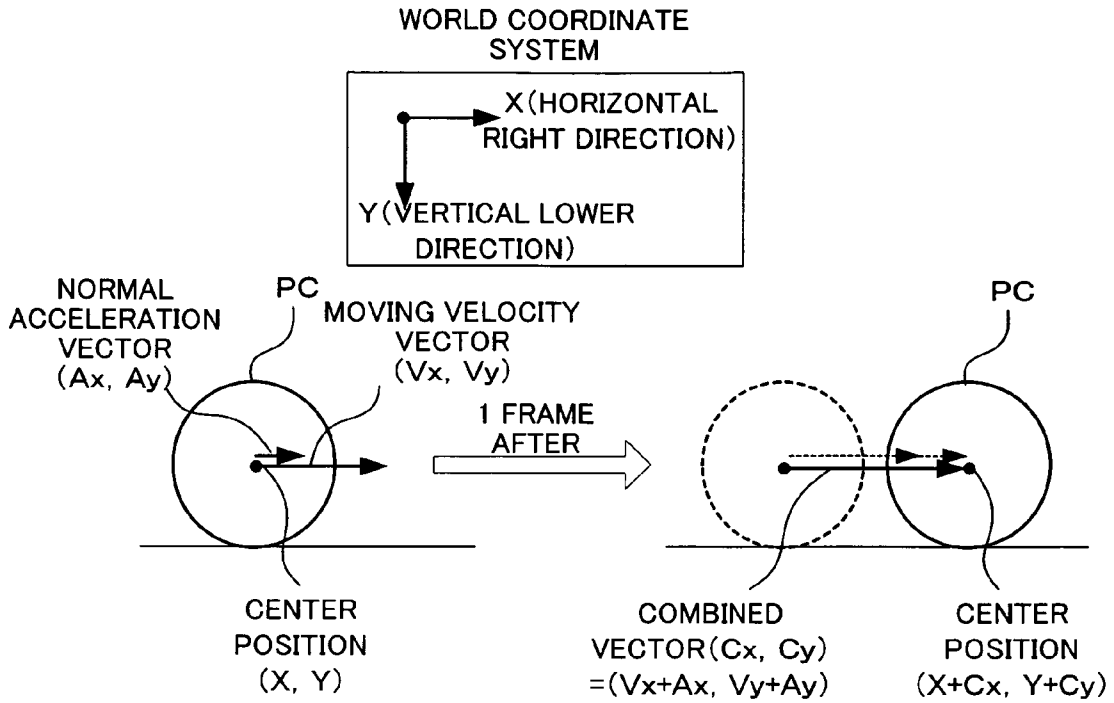 WORLD COORDINATE
SYSTEM
X(HORIZONTAL
RIGHT DIRECTION)
Y(VERTICAL LOWER
DIRECTION)
NORMAL
ACCELERATION
VECTOR
(Ax, Ay)
PC
MOVING VELOCITY
VECTOR
(Vx, Vy)
1 FRAME
AFTER
PC
CENTER
POSITION
(X, Y)
COMBINED
VECTOR(Cx, Cy)
=(Vx+Ax, Vy+Ay)
CENTER
POSITION
(X+Cx, Y+Cy)